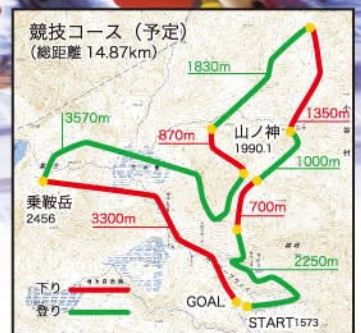 競技コース（予定）
（総距離 14.87km）
1830m
3570m
1350m
870m
山ノ神
1990.1
1000m
乗鞍岳
2456
700m
3300m
2250m
下り
登り
GOAL
START1573